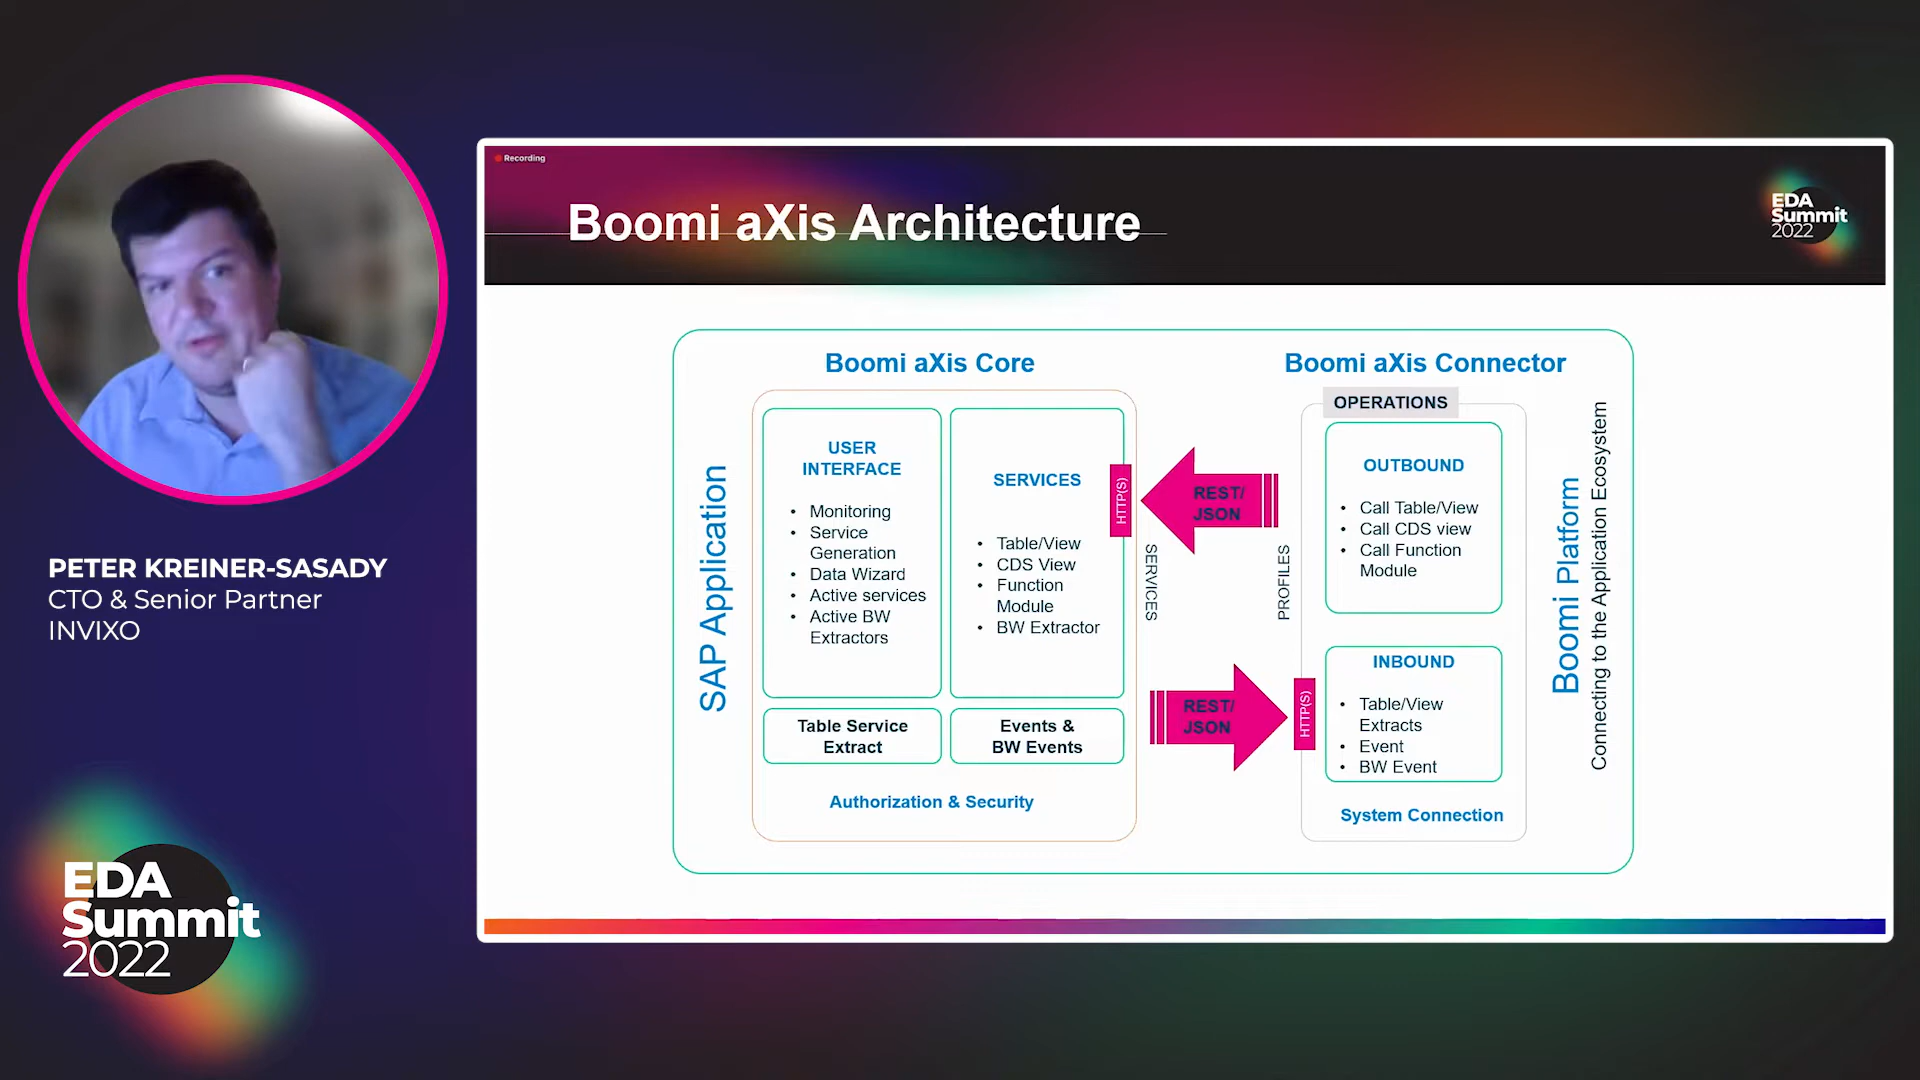 Recording
Boomi aXis Architecture
EDA
Summit
2022
Boomi aXis Core
Boomi aXis Connector
SAP Application
USER
INTERFACE
• Monitoring
• Service
Generation
• Data Wizard
• Active services
• Active BW
Extractors
SERVICES
• Table/View
• CDS View
• Function
Module
• BW Extractor
Table Service
Extract
Events &
BW Events
Authorization & Security
HTTP(S)
SERVICES
REST/
JSON
REST/
JSON
PROFILES
HTTP(S)
OPERATIONS
OUTBOUND
• Call Table/View
• Call CDS view
• Call Function
Module
INBOUND
• Table/View
Extracts
• Event
• BW Event
System Connection
Boomi Platform
Connecting to the Application Ecosystem
PETER KREINER-SASADY
CTO & Senior Partner
INVIXO
EDA
Summit
2022